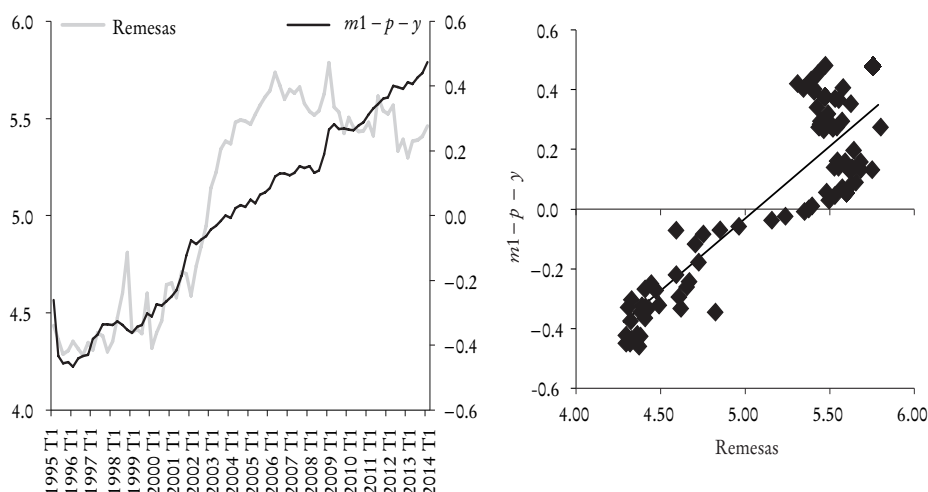 Remesas
m1 – p – y
6.0
5.5
5.0
4.5
4.0
0.6
0.4
0.2
0.0
–0.2
–0.4
–0.6
1995 T1
1996 T1
1997 T1
1998 T1
1999 T1
2000 T1
2001 T1
2002 T1
2003 T1
2004 T1
2005 T1
2006 T1
2007 T1
2008 T1
2009 T1
2010 T1
2011 T1
2012 T1
2013 T1
2014 T1
m1 – p – y
0.6
0.4
0.2
0.0
–0.2
–0.4
-0.6
4.00
4.50
5.00
5.50
6.00
Remesas